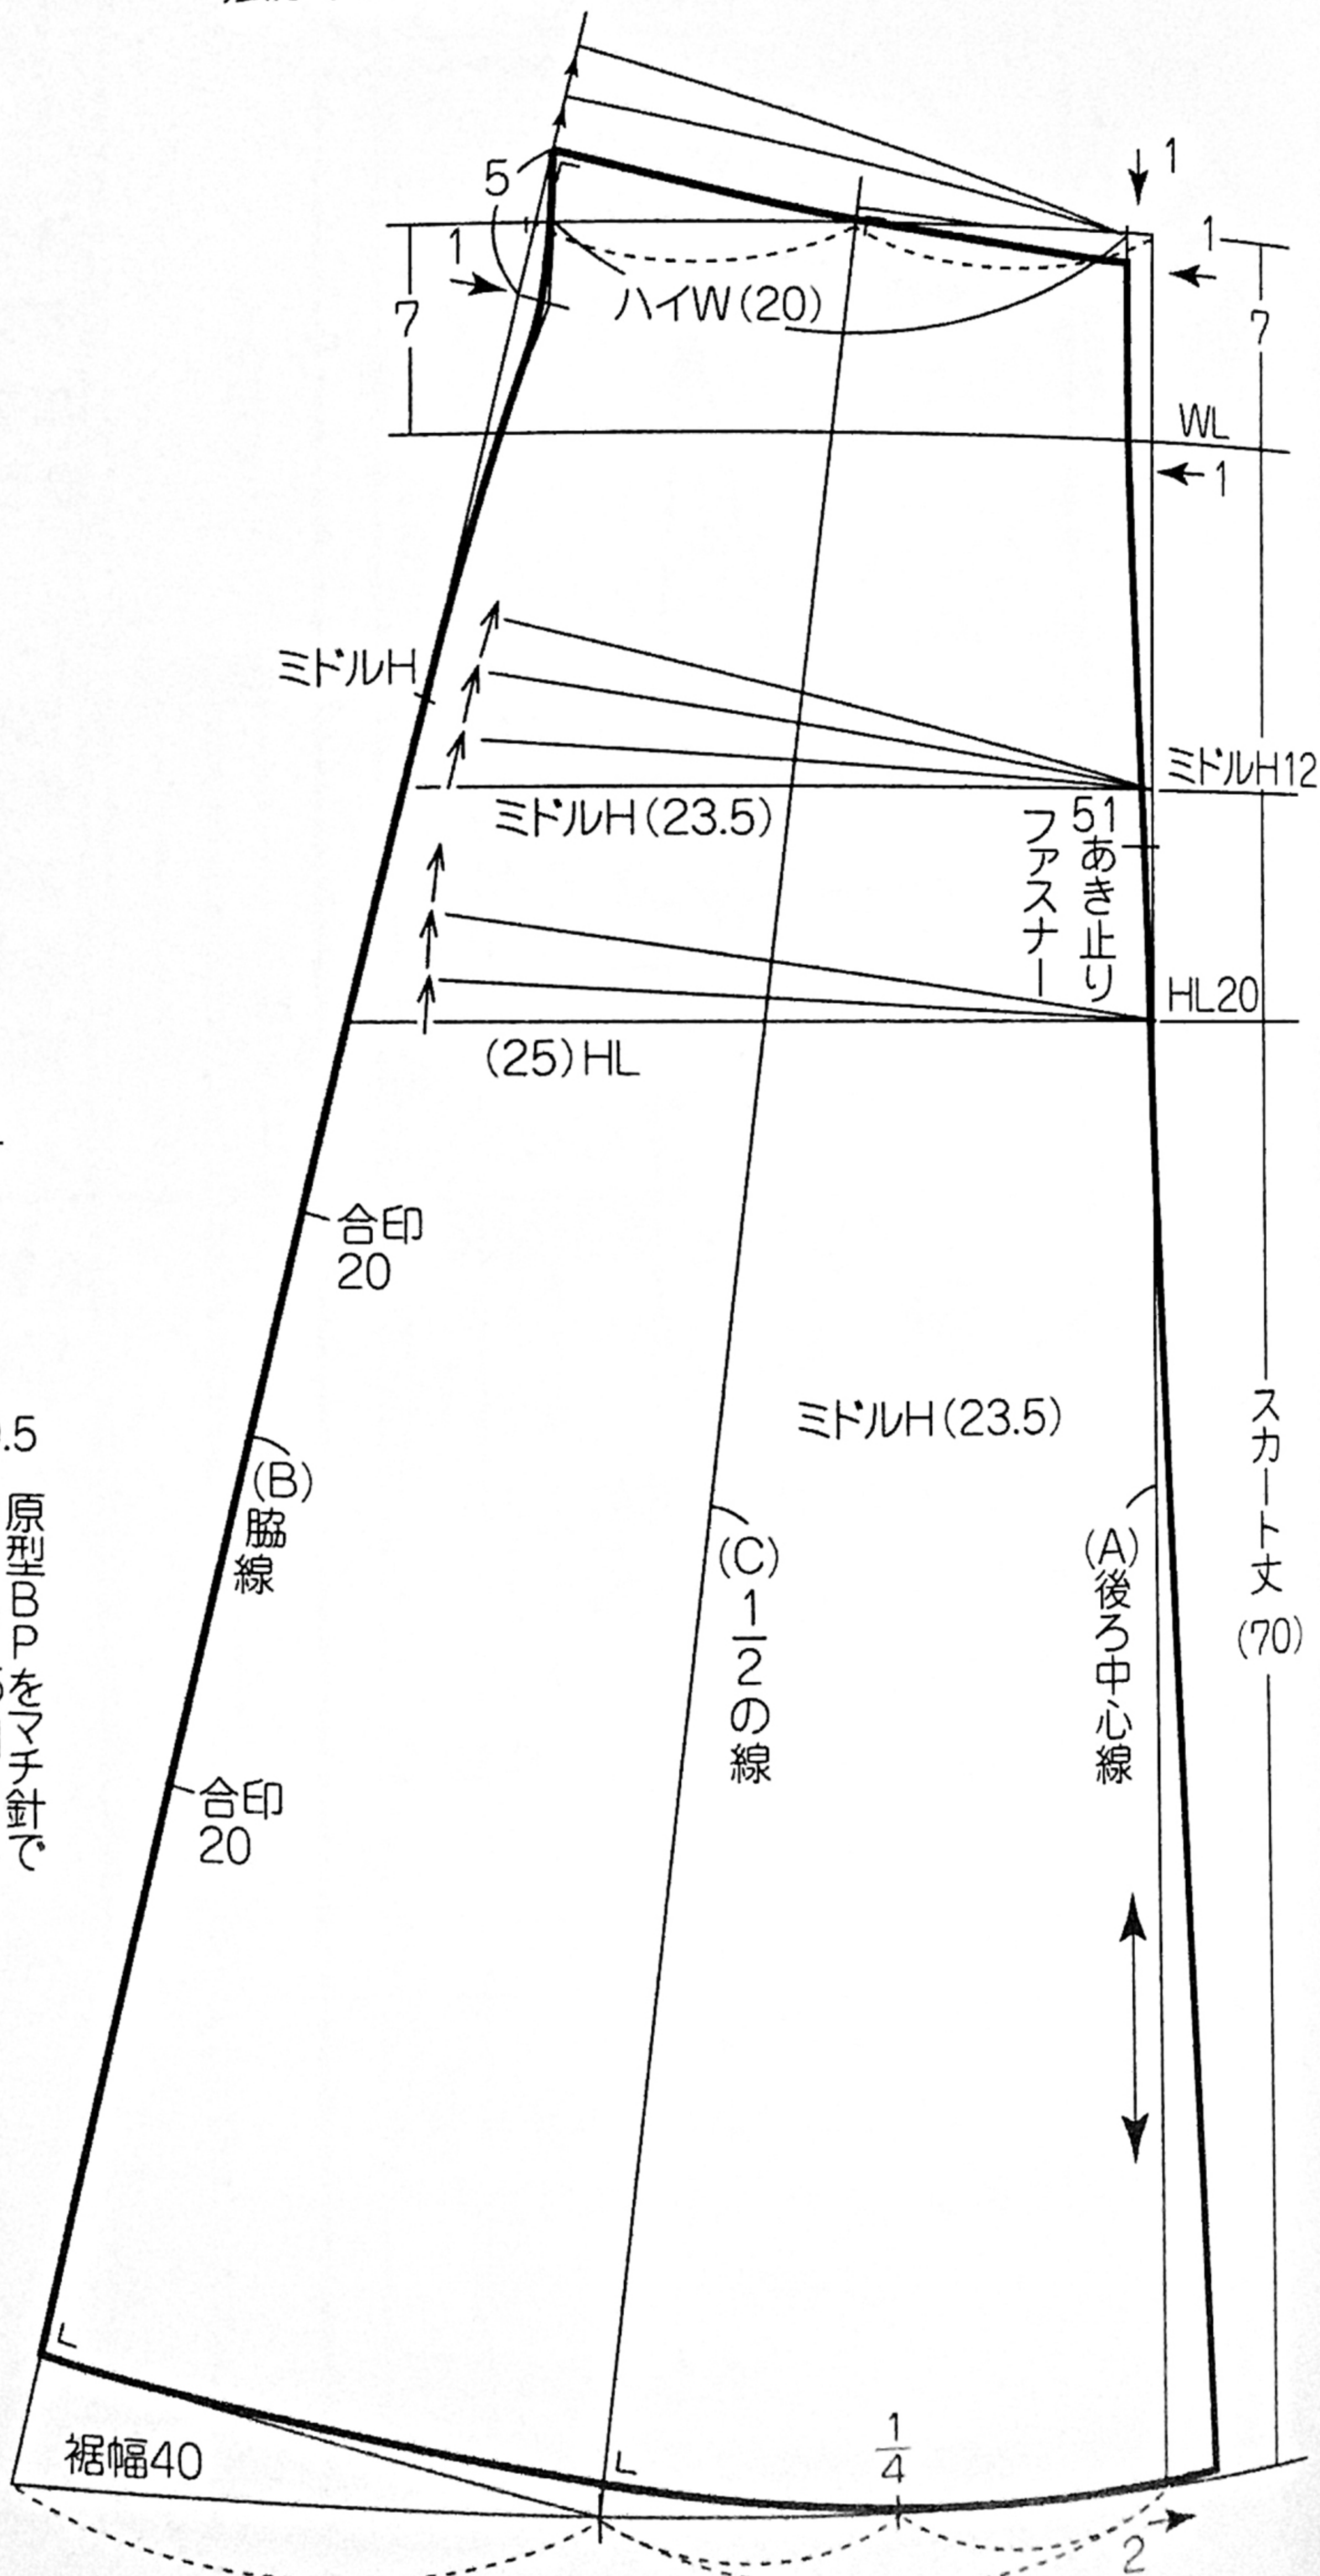 1
5
1
1
7
ハイW(20)
7
WL
1
ミドルH
ミドルH12
ミドルH(23.5)
51あき止り
ファスナー
HL20
(25)HL
合印
20
.5
原型BPをマチ針で
(B)
脇線
ミドルH(23.5)
スカート丈
(70)
(C)
1/2の線
(A)
後ろ中心線
合印
20
裾幅40
1/4
2